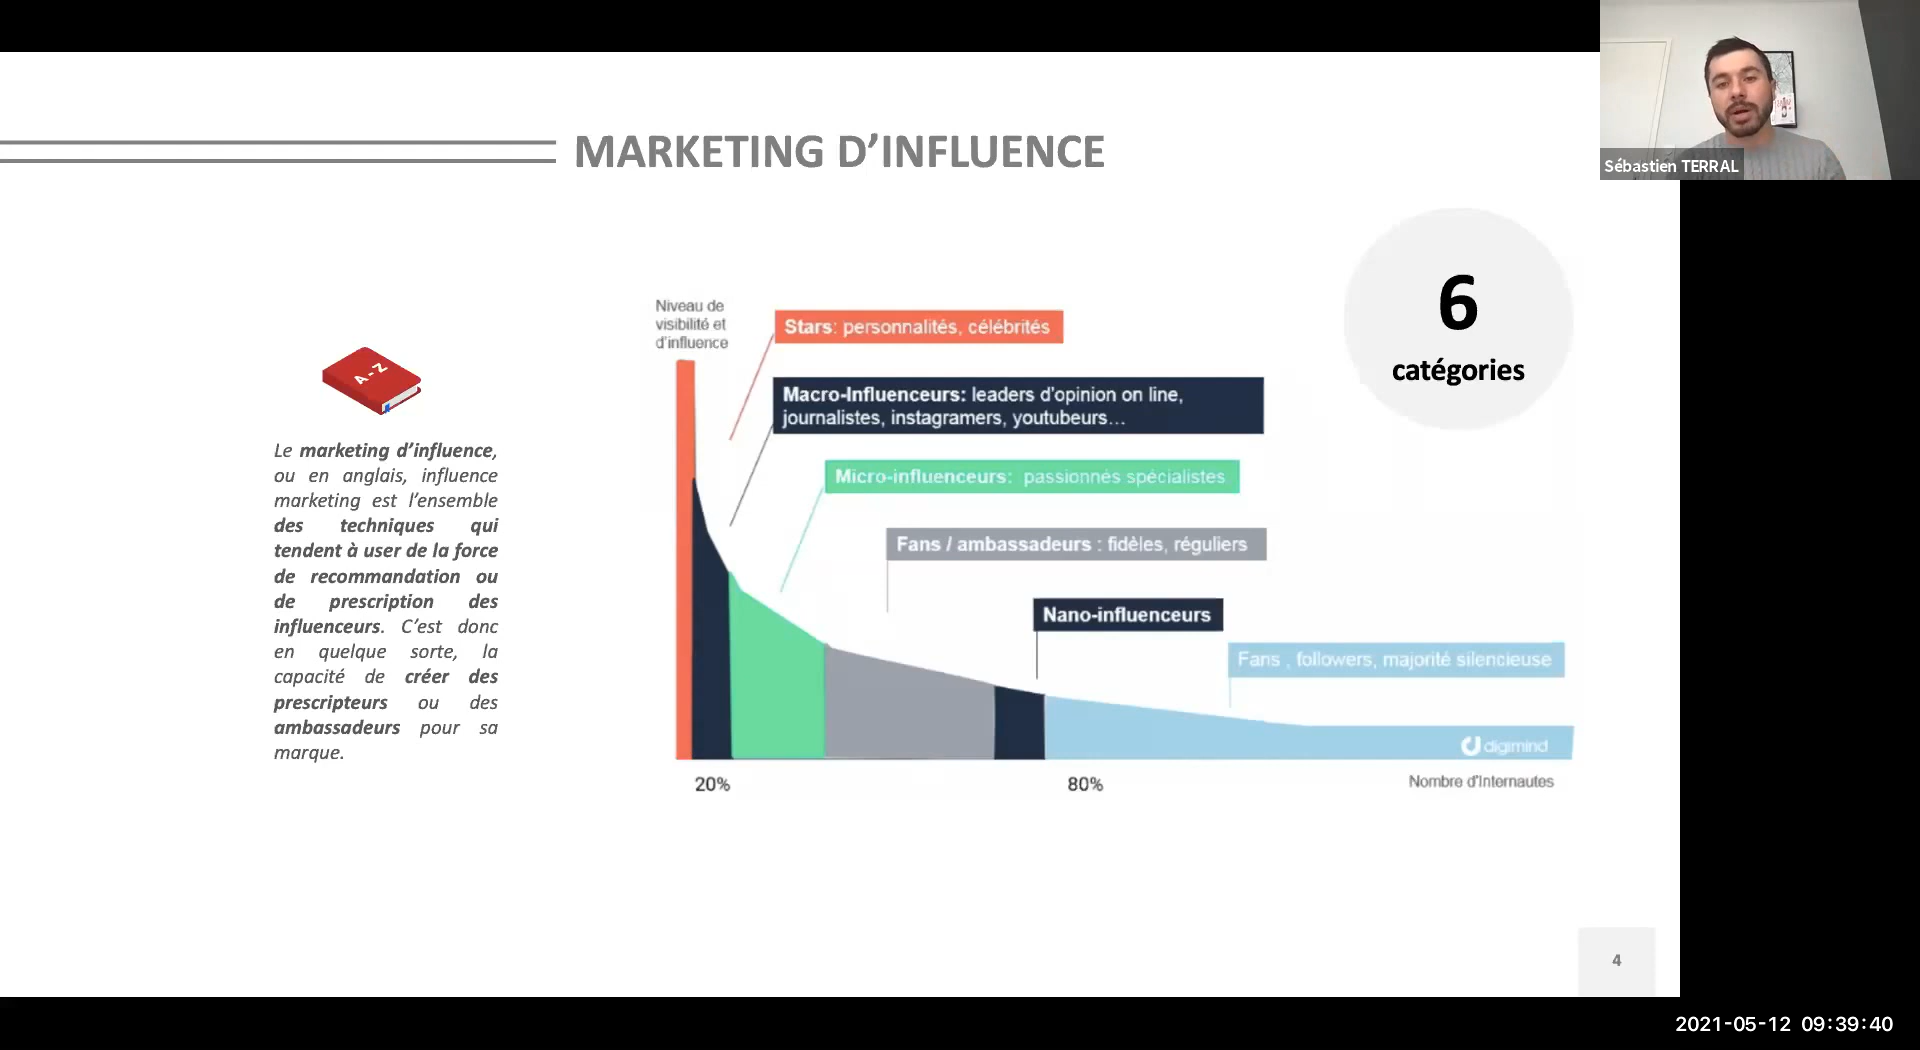 Sébastien TERRAL
MARKETING D’INFLUENCE
6
catégories
A-Z
Le marketing d’influence,
ou en anglais, influence
marketing est l’ensemble
des techniques qui
tendent à user de la force
de recommandation ou
de prescription des
influenceurs. C’est donc
en quelque sorte, la
capacité de créer des
prescripteurs ou des
ambassadeurs pour sa
marque.
Niveau de
visibilité et
d’influence
Stars: personnalités, célébrités
Macro-Influenceurs: leaders d’opinion on line,
journalistes, instagramers, youtubeurs...
Micro-influenceurs: passionnés spécialistes
Fans / ambassadeurs : fidèles, réguliers
Nano-influenceurs
Fans , followers, majorité silencieuse
digimind
20%
80%
Nombre d’Internautes
4
2021-05-12 09:39:40